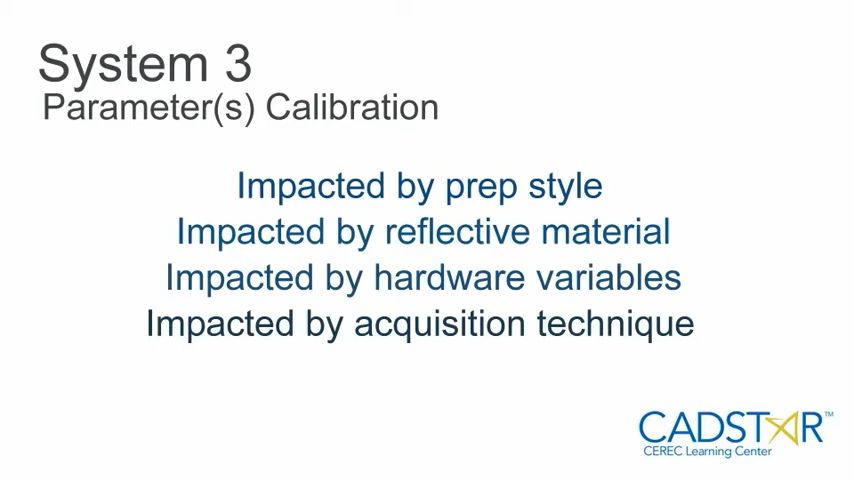 System 3
Parameter(s) Calibration
Impacted by prep style
Impacted by reflective material
Impacted by hardware variables
Impacted by acquisition technique
CADSTAR™
CEREC Learning Center